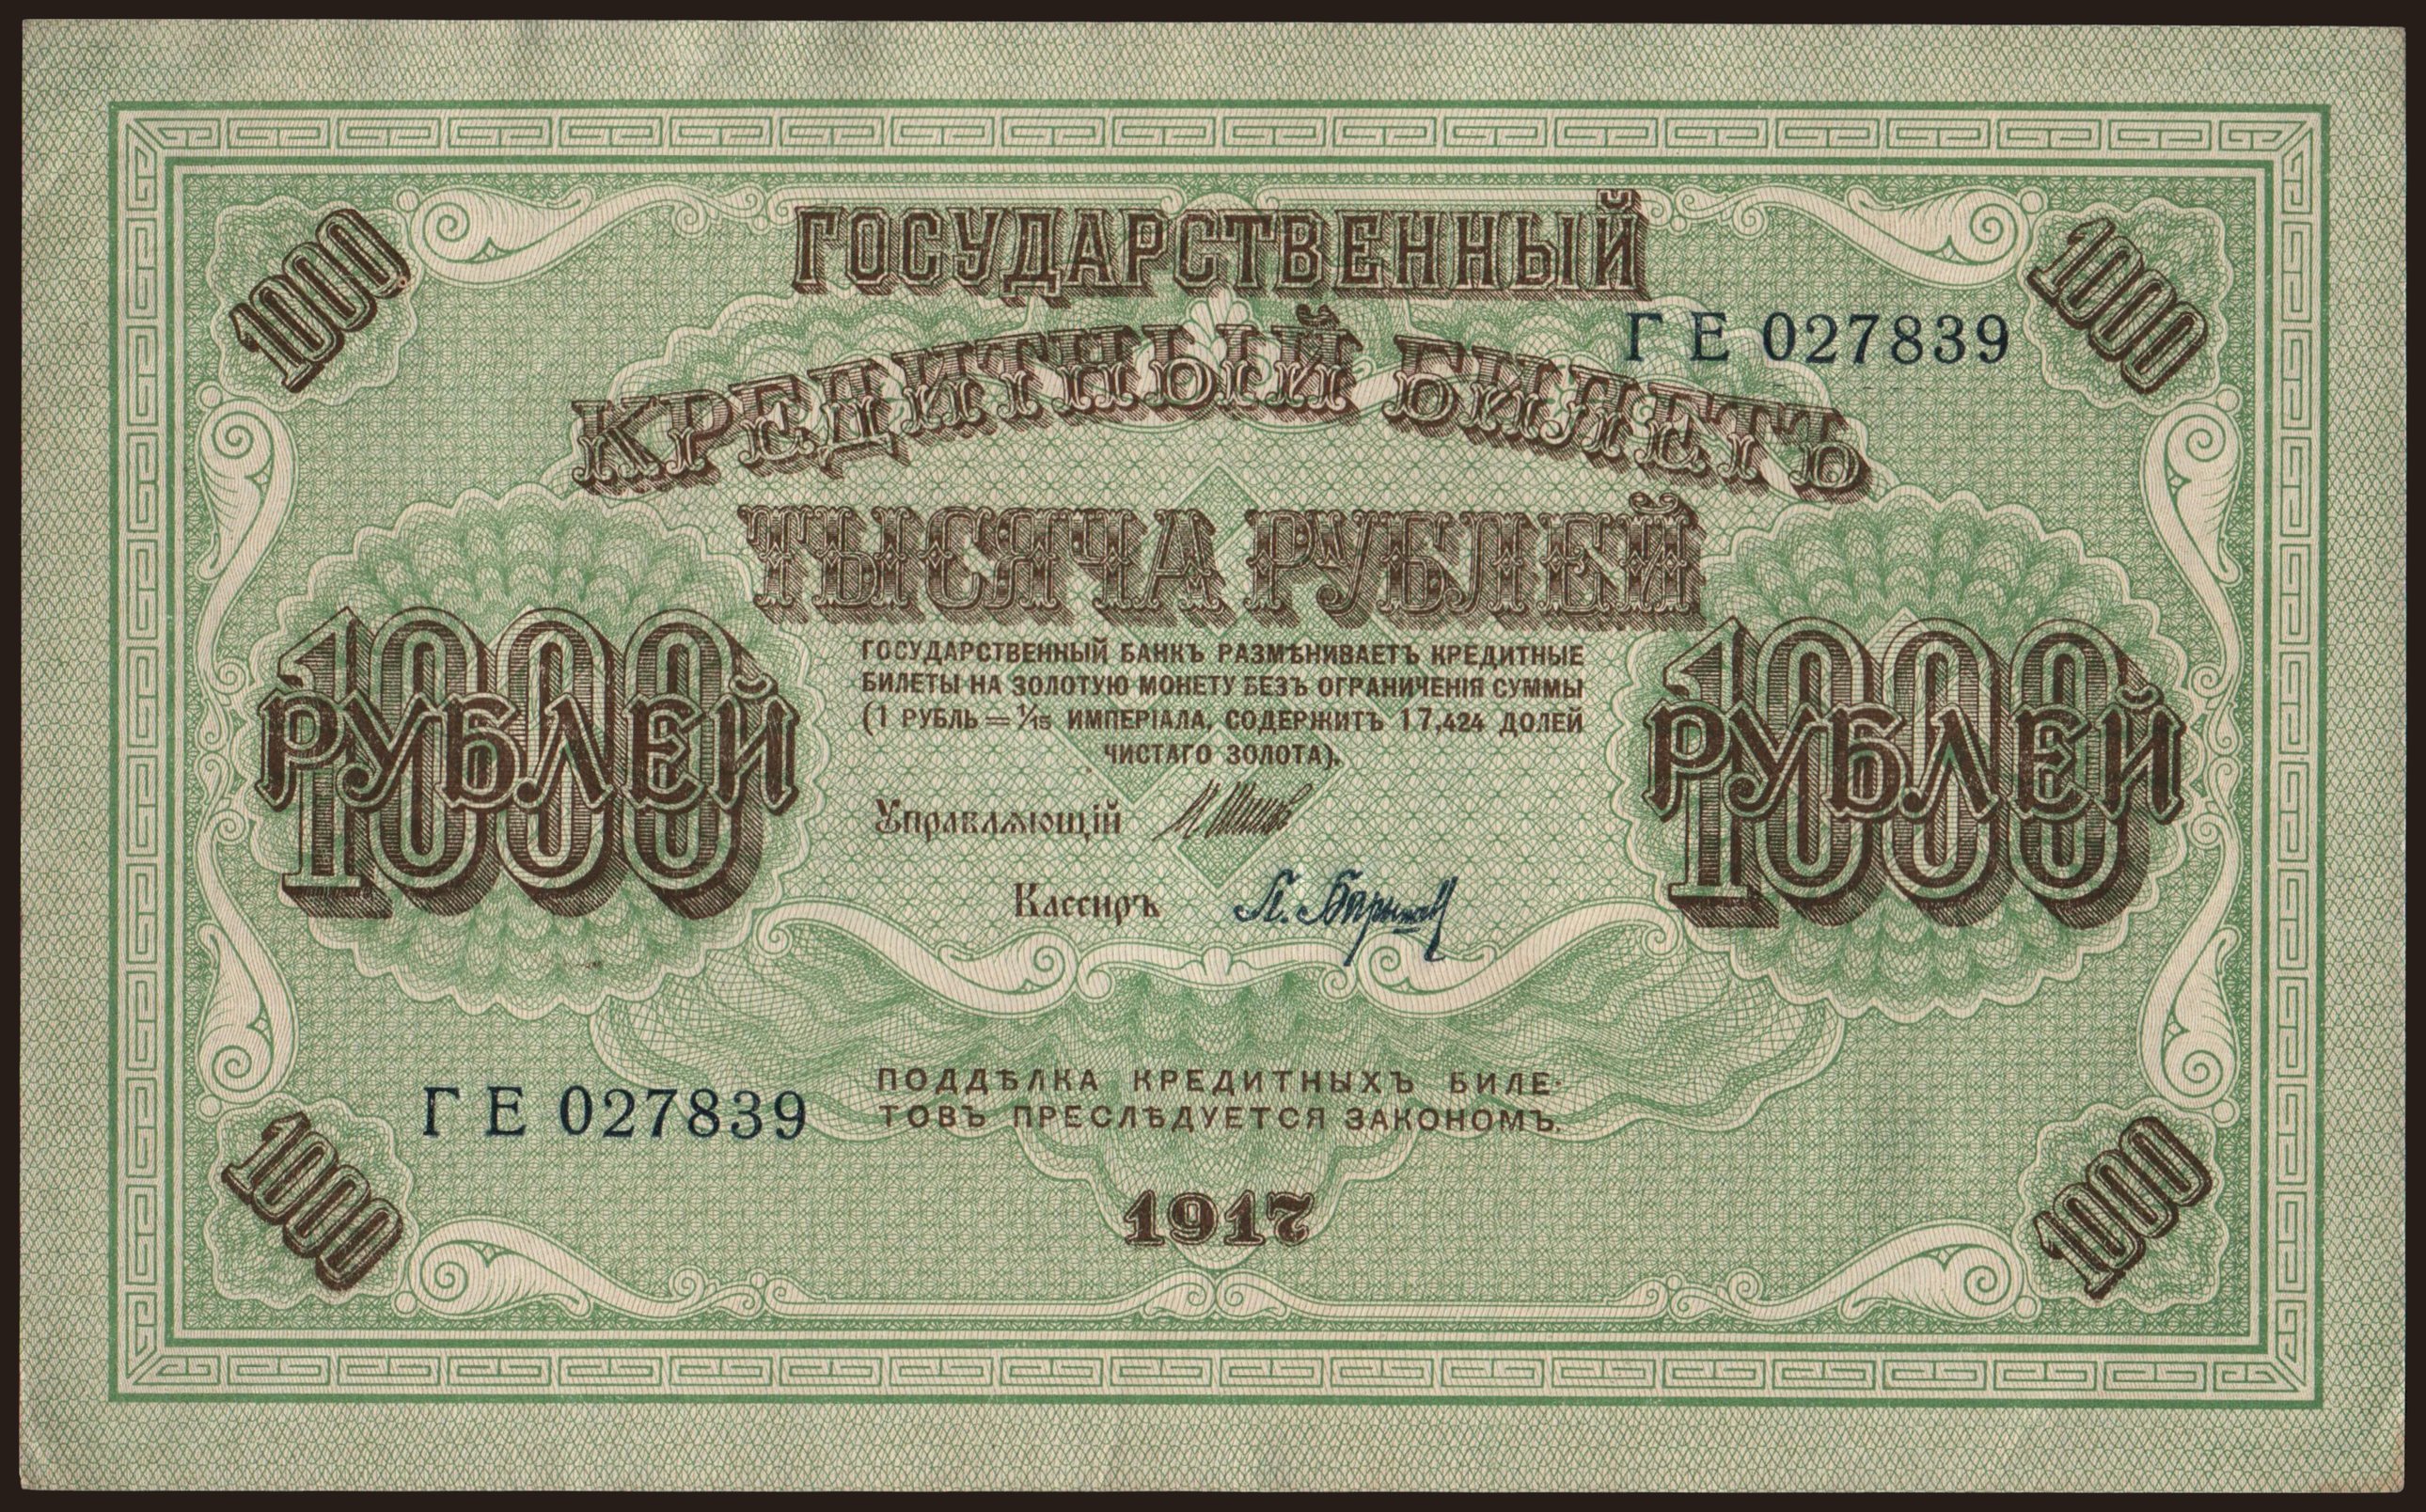 1000
ГОСУДАРСТВЕННЫЙ
1000
ГЕ 027839
КРЕДИТНЫЙ БИЛЕТЪ
ТЫСЯЧА РУБЛЕЙ
1000
РУБЛЕЙ
ГОСУДАРСТВЕННЫЙ БАНКЪ РАЗМѢНИВАЕТЪ КРЕДИТНЫЕ
БИЛЕТЫ НА ЗОЛОТУЮ МОНЕТУ БЕЗЪ ОГРАНИЧЕНІЯ СУММЫ
(1 РУБЛЬ = 1/15 ИМПЕРІАЛА, СОДЕРЖИТЪ 17,424 ДОЛЕЙ
ЧИСТАГО ЗОЛОТА).
1000
РУБЛЕЙ
Управляющій
Кассиръ
ГЕ 027839
ПОДДѢЛКА КРЕДИТНЫХЪ БИЛЕ-
ТОВЪ ПРЕСЛѢДУЕТСЯ ЗАКОНОМЪ.
1000
1917
1000